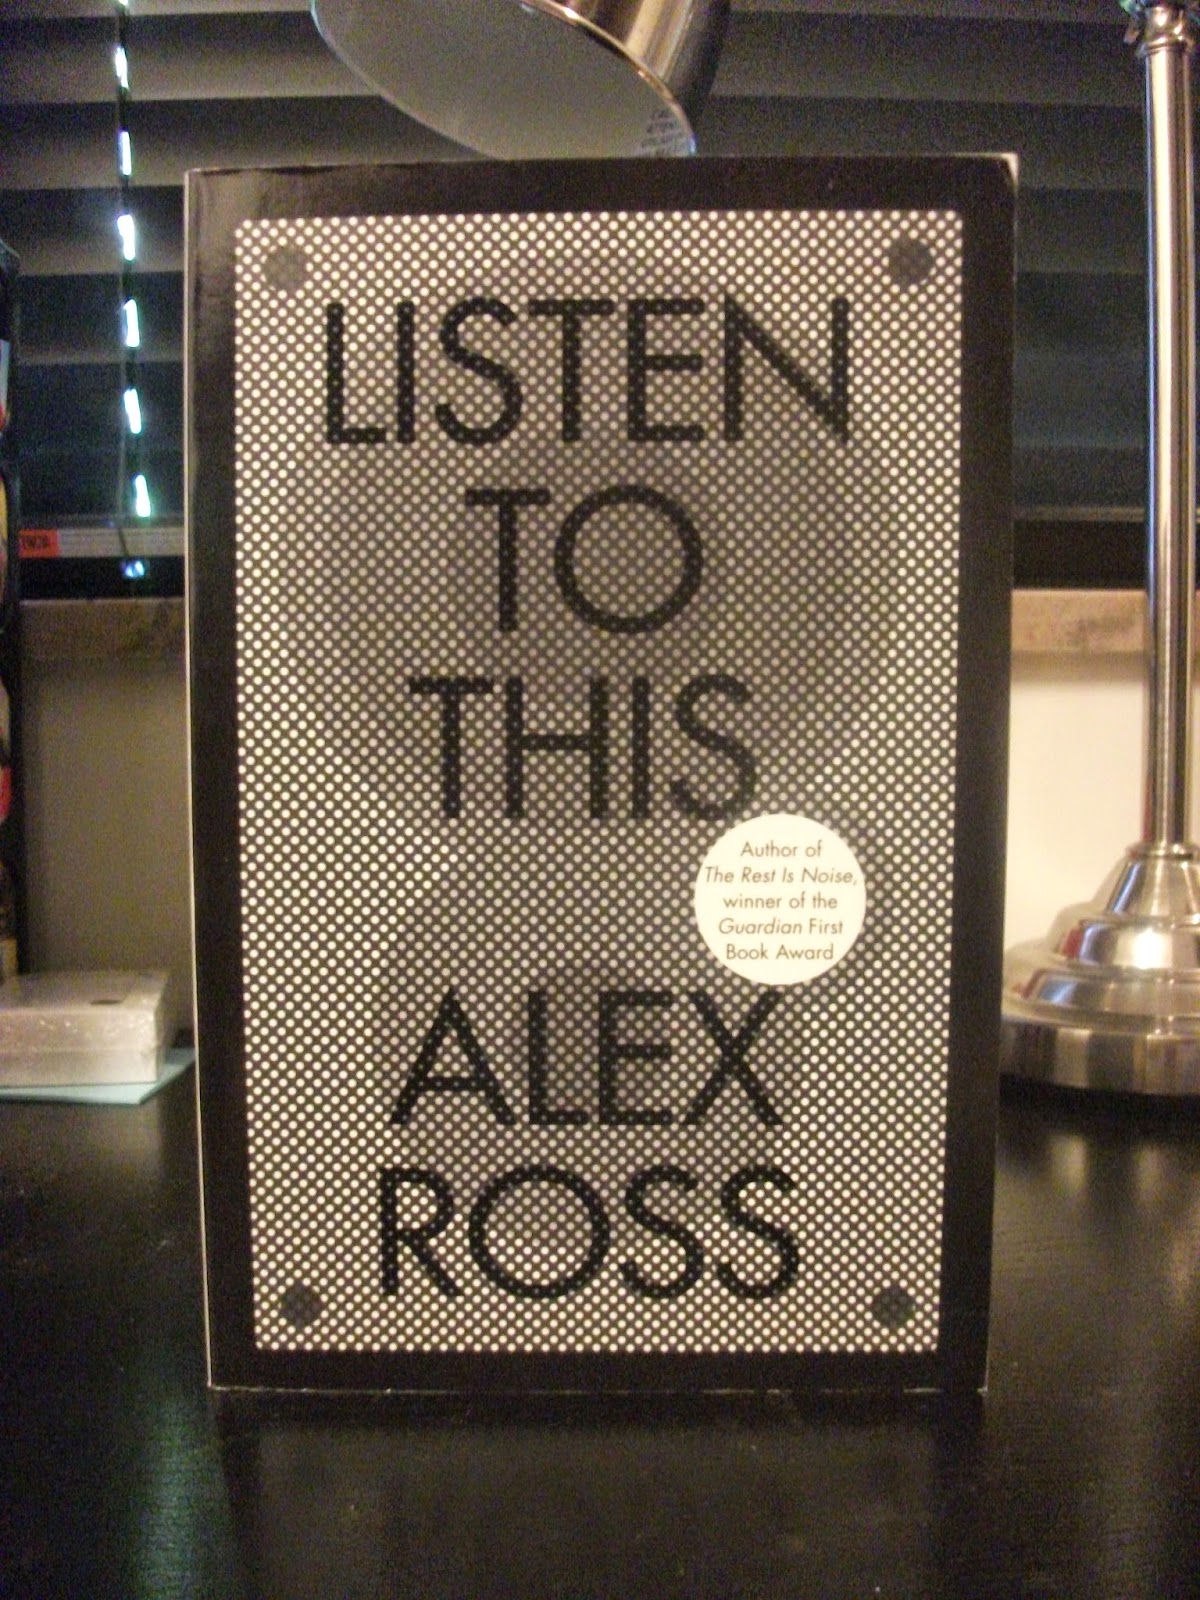 LISTEN
TO
THIS
Author of
The Rest Is Noise,
winner of the
Guardian First
Book Award
ALEX
ROSS